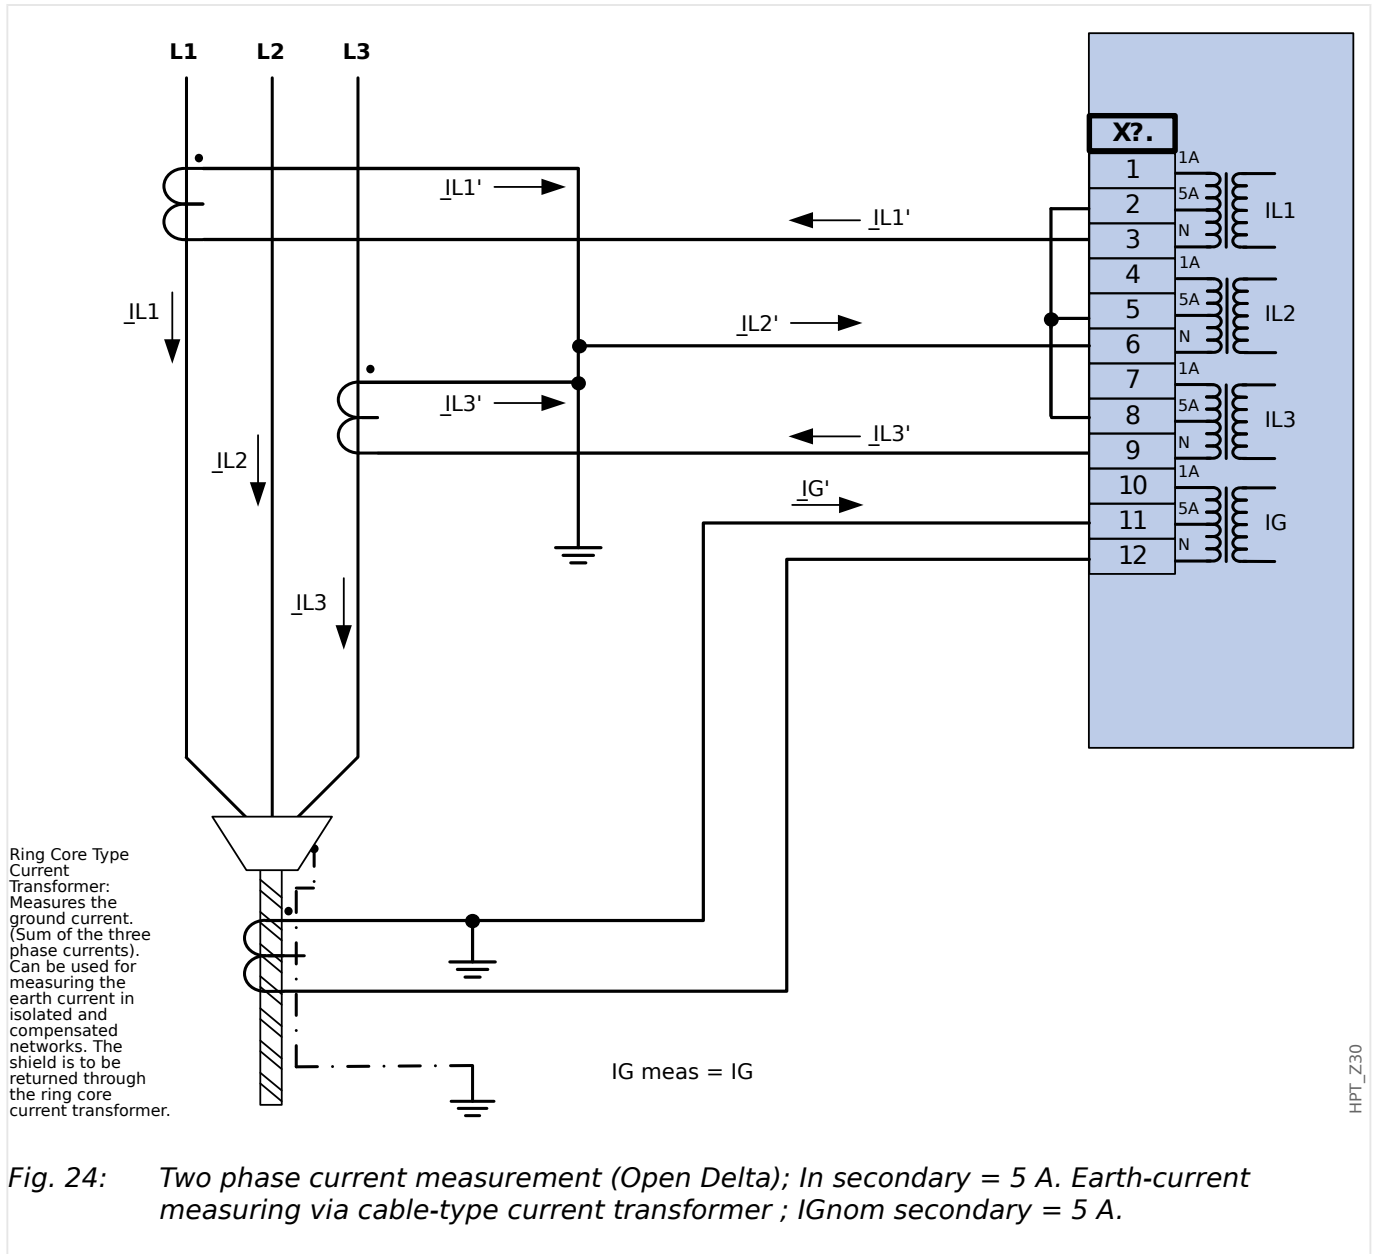 L1 L2 L3
X?.
1 1A
2 5A IL1
3 N
4 1A
5 5A IL2
6 N
7 1A
8 5A IL3
9 N
10 1A
11 5A IG
12 N
IL1'
IL1'
IL1
IL2'
IL3'
IL3'
IL2
IG'
IL3
Ring Core Type
Current
Transformer:
Measures the
ground current.
(Sum of the three
phase currents).
Can be used for
measuring the
earth current in
isolated and
compensated
networks. The
shield is to be
returned through
the ring core
current transformer.
IG meas = IG
HPT_Z30
Fig. 24: Two phase current measurement (Open Delta); In secondary = 5 A. Earth-current
measuring via cable-type current transformer ; IGnom secondary = 5 A.